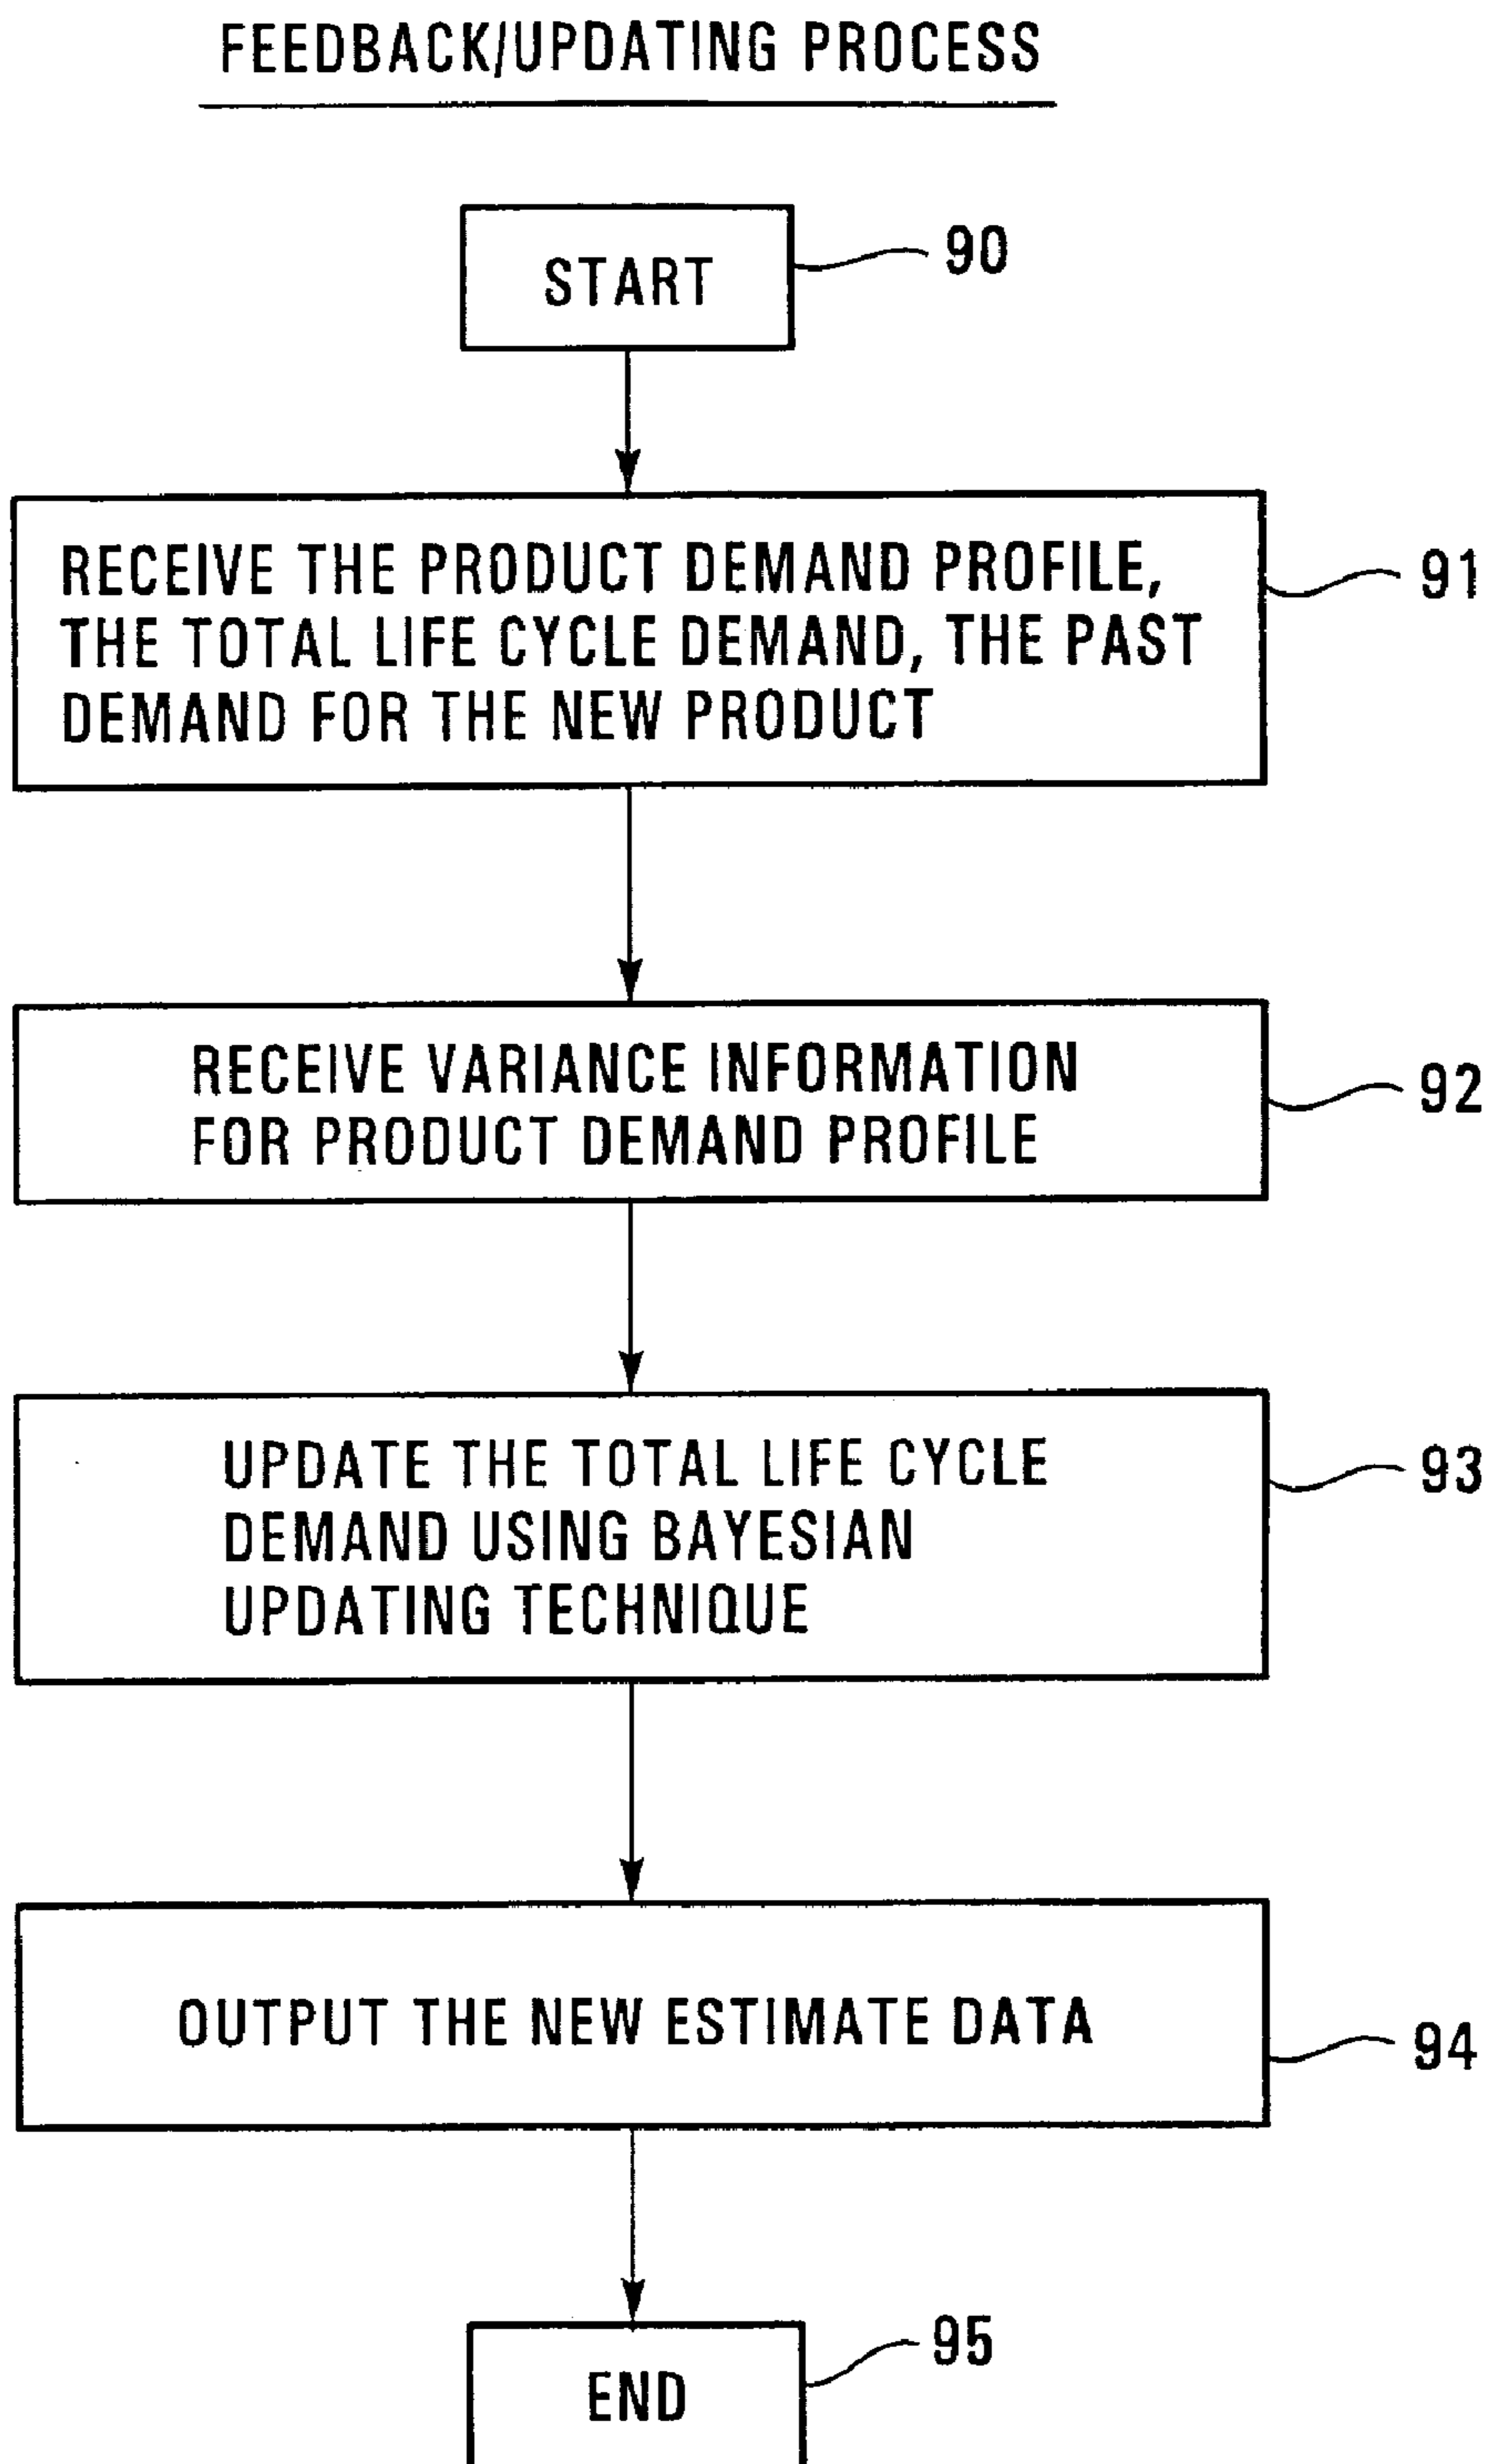 FEEDBACK/UPDATING PROCESS
START
90
RECEIVE THE PRODUCT DEMAND PROFILE,
THE TOTAL LIFE CYCLE DEMAND, THE PAST
DEMAND FOR THE NEW PRODUCT
91
RECEIVE VARIANCE INFORMATION
FOR PRODUCT DEMAND PROFILE
92
UPDATE THE TOTAL LIFE CYCLE
DEMAND USING BAYESIAN
UPDATING TECHNIQUE
93
OUTPUT THE NEW ESTIMATE DATA
94
END
95